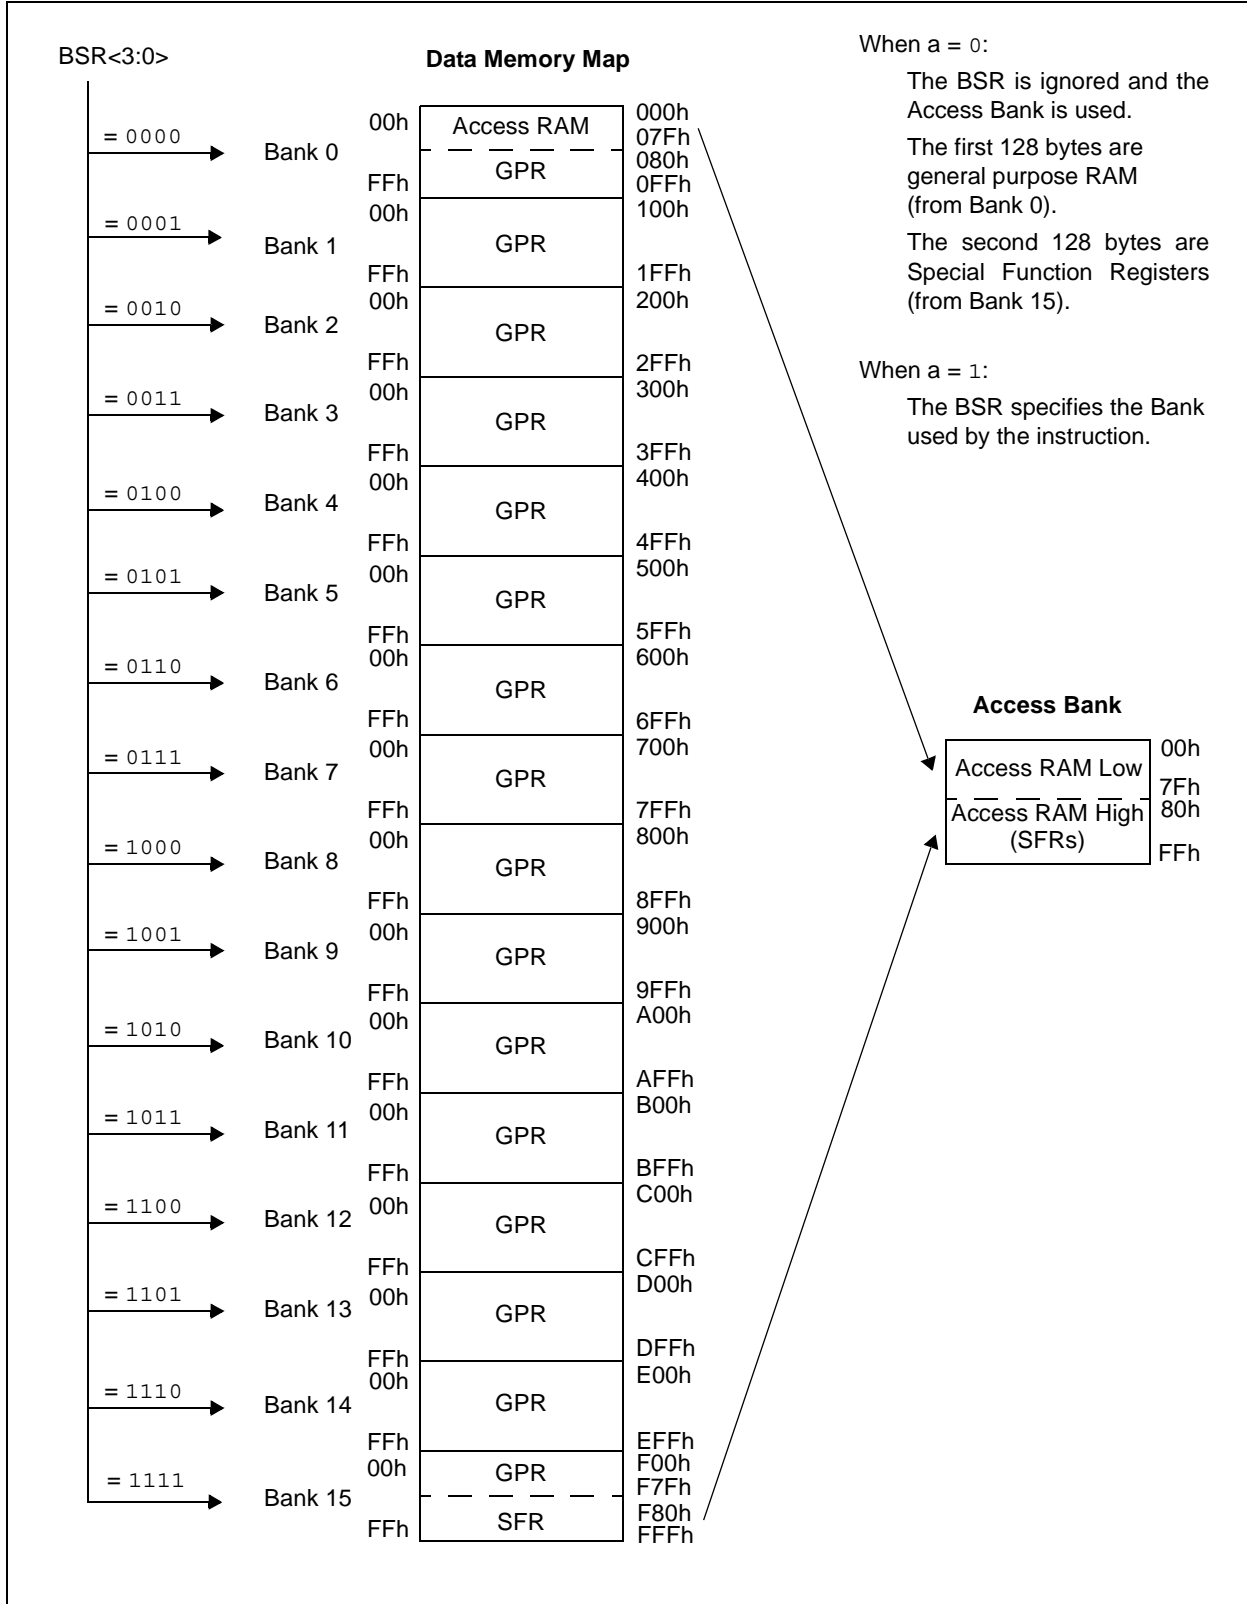 BSR<3:0>
Data Memory Map
When a = 0:
The BSR is ignored and the
Access Bank is used.
The first 128 bytes are
general purpose RAM
(from Bank 0).
The second 128 bytes are
Special Function Registers
(from Bank 15).
When a = 1:
The BSR specifies the Bank
used by the instruction.
= 0000
Bank 0
00h
Access RAM
000h
07Fh
GPR
080h
FFh
0FFh
= 0001
Bank 1
00h
GPR
100h
FFh
1FFh
= 0010
Bank 2
00h
GPR
200h
FFh
2FFh
= 0011
Bank 3
00h
GPR
300h
FFh
3FFh
= 0100
Bank 4
00h
GPR
400h
FFh
4FFh
= 0101
Bank 5
00h
GPR
500h
FFh
5FFh
= 0110
Bank 6
00h
GPR
600h
FFh
6FFh
= 0111
Bank 7
00h
GPR
700h
FFh
7FFh
= 1000
Bank 8
00h
GPR
800h
FFh
8FFh
= 1001
Bank 9
00h
GPR
900h
FFh
9FFh
= 1010
Bank 10
00h
GPR
A00h
FFh
AFFh
= 1011
Bank 11
00h
GPR
B00h
FFh
BFFh
= 1100
Bank 12
00h
GPR
C00h
FFh
CFFh
= 1101
Bank 13
00h
GPR
D00h
FFh
DFFh
= 1110
Bank 14
00h
GPR
E00h
FFh
EFFh
= 1111
Bank 15
00h
GPR
F00h
F7Fh
SFR
F80h
FFh
FFFh
Access Bank
Access RAM Low
00h
7Fh
Access RAM High
(SFRs)
80h
FFh